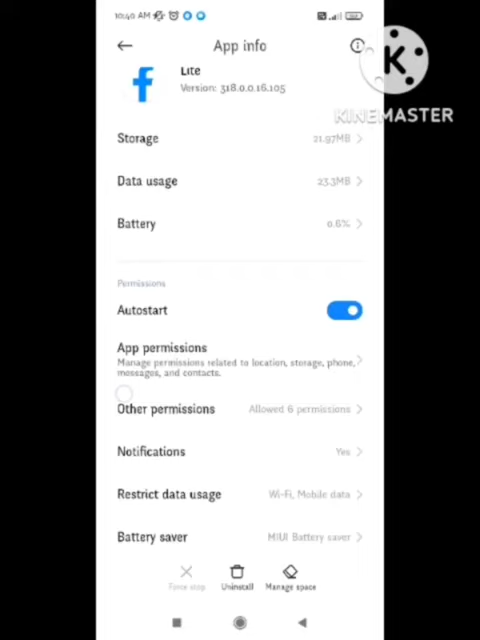 10:40 AM
App info
Lite
Version: 318.0.0.16.105
KINEMASTER
Storage 21.97MB
Data usage 23.3MB
Battery 0.6%
Permissions
Autostart
App permissions
Manage permissions related to location, storage, phone, messages, and contacts.
Other permissions Allowed 6 permissions
Notifications Yes
Restrict data usage Wi-Fi, Mobile data
Battery saver MIUI Battery saver
Force stop Uninstall Manage space